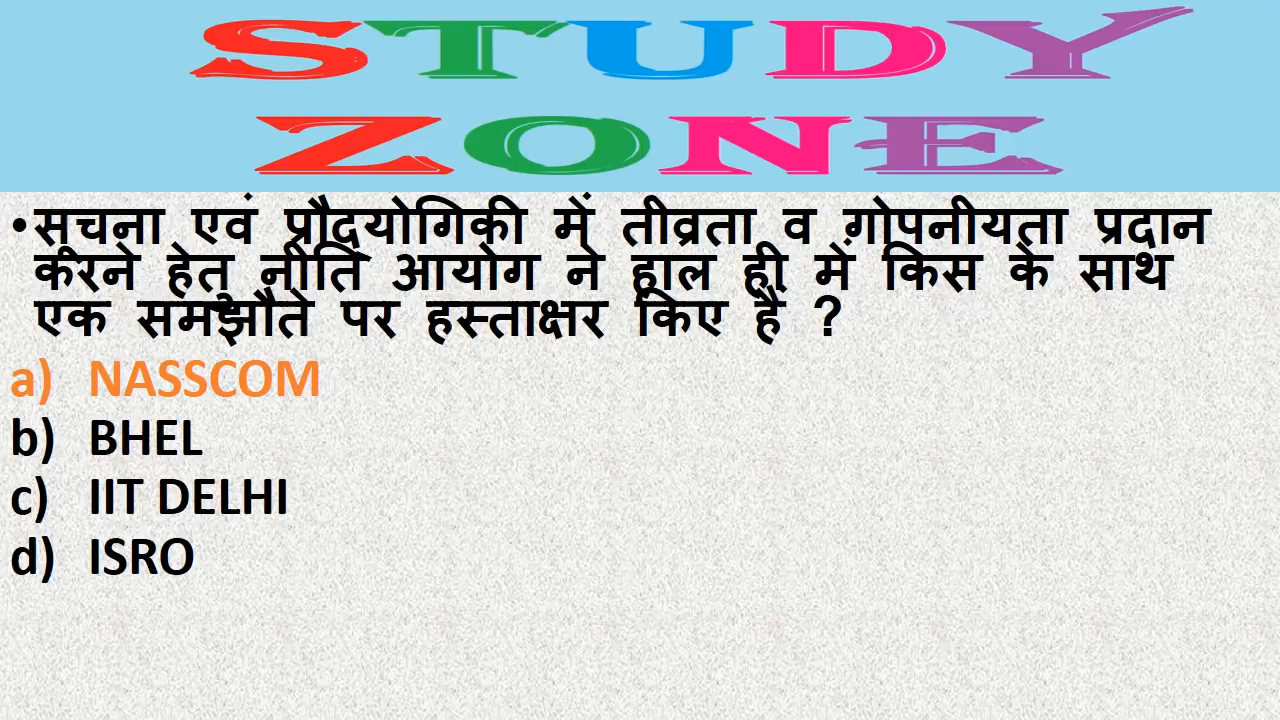 STUDY
ZONE
•सूचना एवं प्रौद्योगिकी में तीव्रता व गोपनीयता प्रदान
करने हेतु नीति आयोग ने हाल ही में किस के साथ
एक समझौते पर हस्ताक्षर किए हैं ?
a) NASSCOM
b) BHEL
c) IIT DELHI
d) ISRO